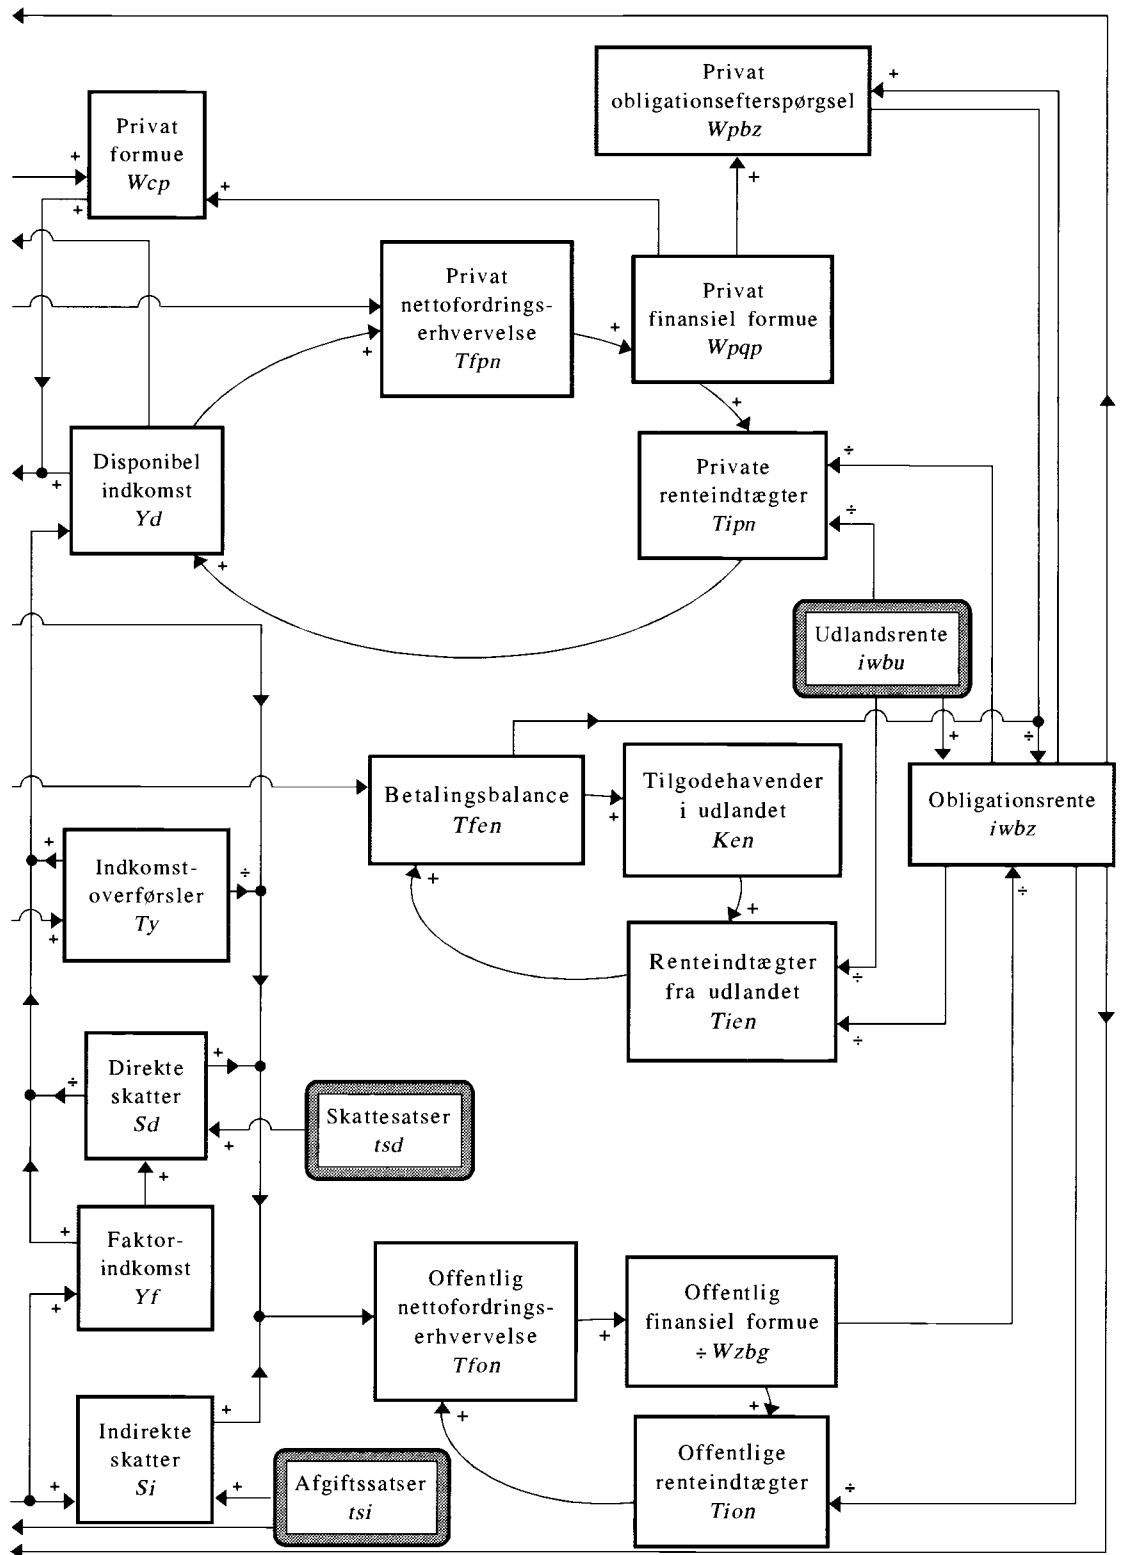 Privat
obligationsefterspørgsel
Wpbz
+
+
Privat
formue
Wcp
+
+
+
Privat
nettofordrings-
erhvervelse
Tfpn
+
+
Privat
finansiel formue
Wpqp
+
Disponibel
indkomst
Yd
+
+
Private
renteindtægter
Tipn
÷
÷
Udlandsrente
iwbu
+
÷
Betalingsbalance
Tfen
+
+
Tilgodehavender
i udlandet
Ken
+
Obligationsrente
iwbz
÷
Indkomst-
overførsler
Ty
+
+
÷
Renteindtægter
fra udlandet
Tien
÷
÷
Direkte
skatter
Sd
÷
+
+
+
Skattesatser
tsd
Faktor-
indkomst
Yf
+
+
Offentlig
nettofordrings-
erhvervelse
Tfon
+
+
Offentlig
finansiel formue
÷ Wzbg
+
Indirekte
skatter
Si
+
+
+
Afgiftssatser
tsi
Offentlige
renteindtægter
Tion
÷